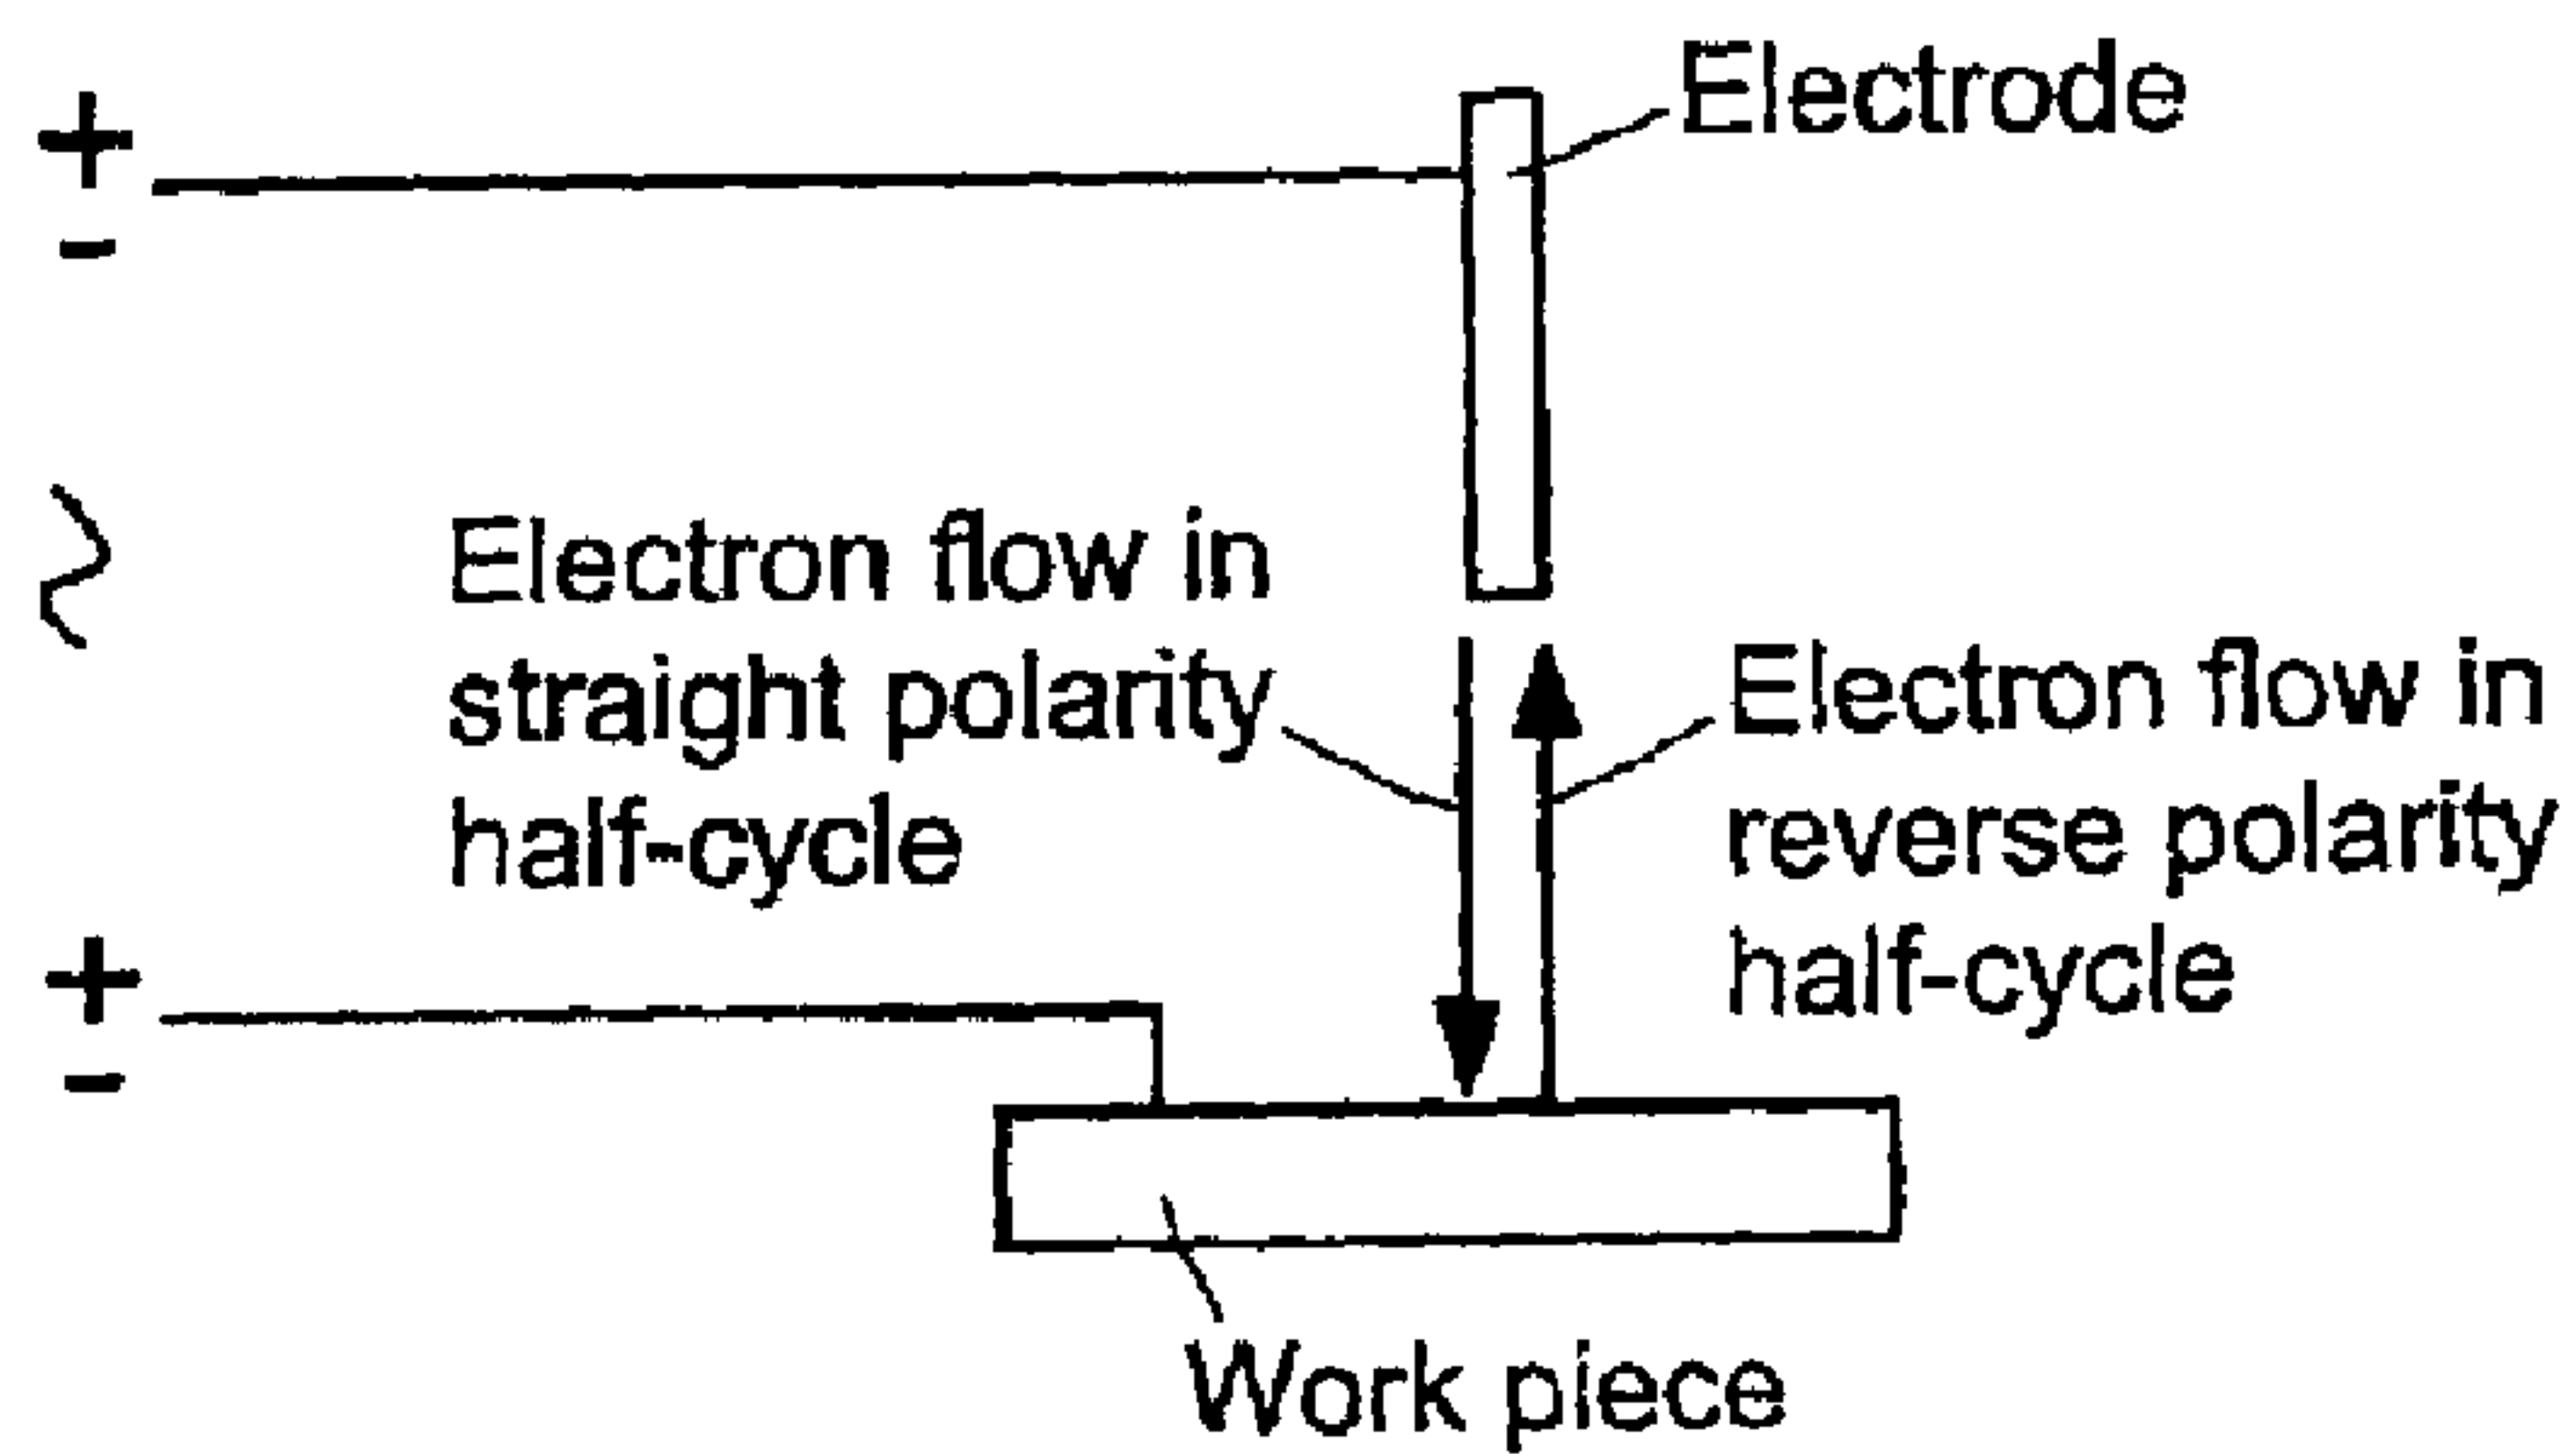 Electrode
+
-
Electron flow in
straight polarity
half-cycle
Electron flow in
reverse polarity
half-cycle
+
-
Work piece